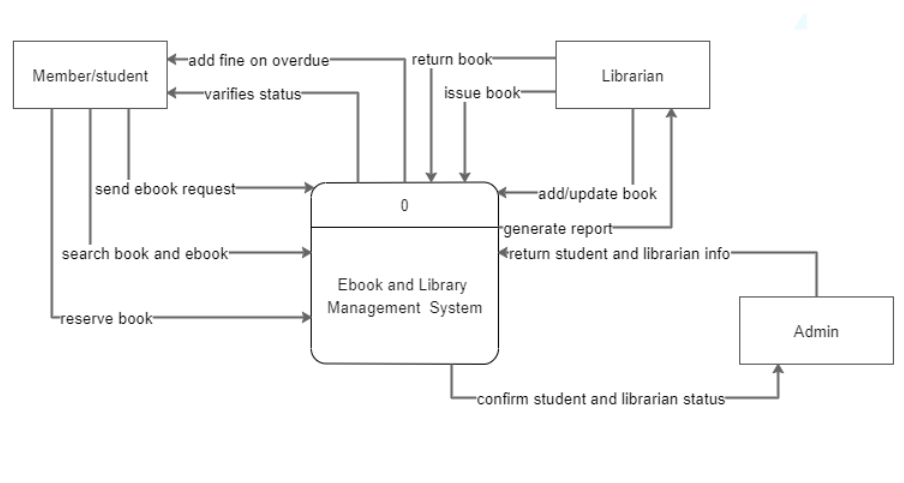 add fine on overdue
return book
Member/student
Librarian
varifies status
issue book
send ebook request
add/update book
0
generate report
search book and ebook
return student and librarian info
Ebook and Library
Management System
reserve book
Admin
confirm student and librarian status